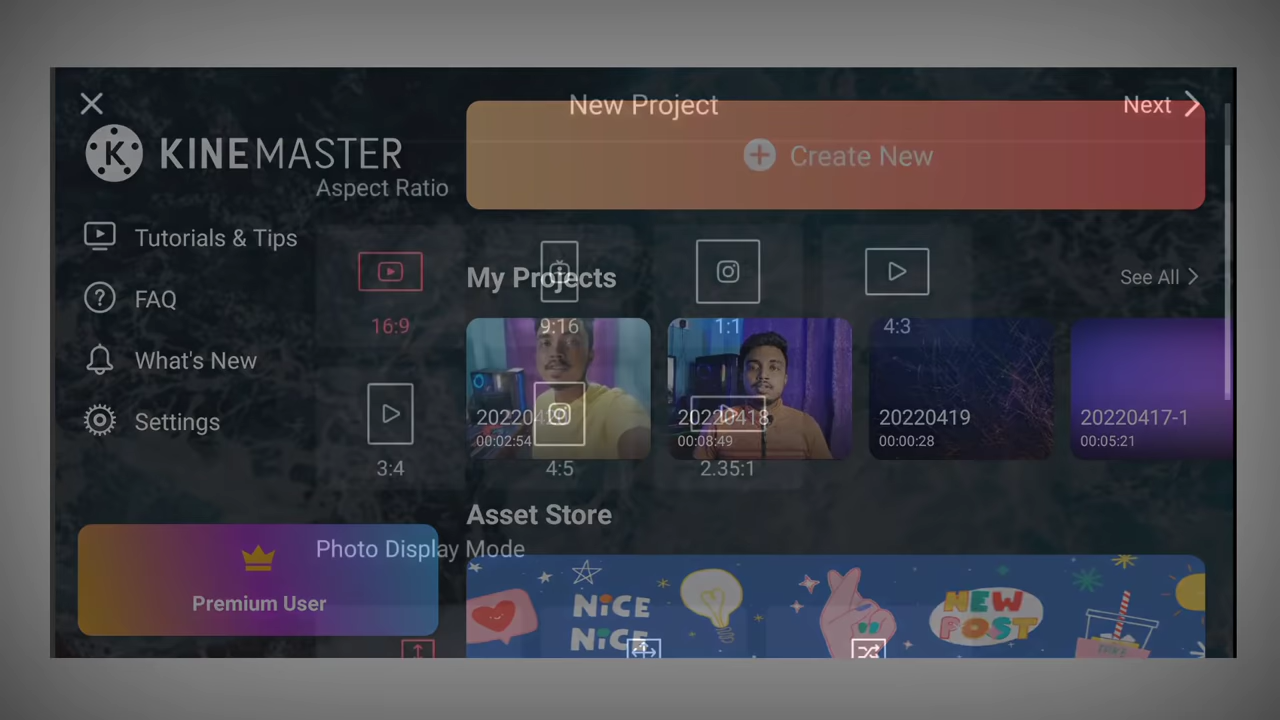 New Project
Next
KINEMASTER
Create New
Aspect Ratio
Tutorials & Tips
My Projects
See All
FAQ
16:9
9:16
1:1
4:3
What's New
Settings
20220418
20220419
20220417-1
00:02:54
00:08:49
00:00:28
00:05:21
3:4
4:5
2.35:1
Asset Store
Photo Display Mode
Premium User
NiCE
NiCE
NEW
POST